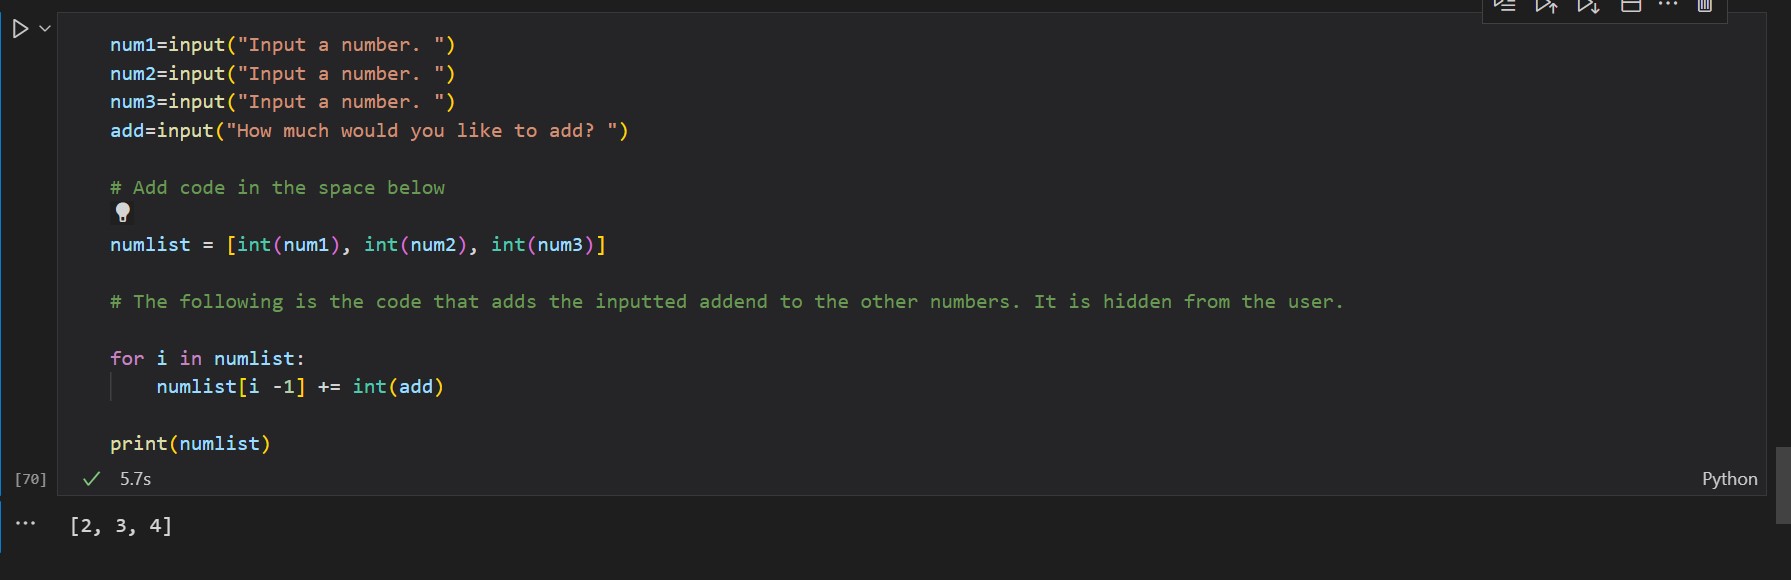 num1=input("Input a number. ")
num2=input("Input a number. ")
num3=input("Input a number. ")
add=input("How much would you like to add? ")
# Add code in the space below
numlist = [int(num1), int(num2), int(num3)]
# The following is the code that adds the inputted addend to the other numbers. It is hidden from the user.
for i in numlist:
    numlist[i -1] += int(add)
print(numlist)
[70] 5.7s Python
[2, 3, 4]